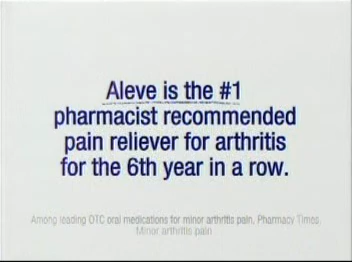 Aleve is the #1
pharmacist recommended
pain reliever for arthritis
for the 6th year in a row.
Among leading OTC oral medications for minor arthritis pain. Pharmacy Times.
Minor arthritis pain